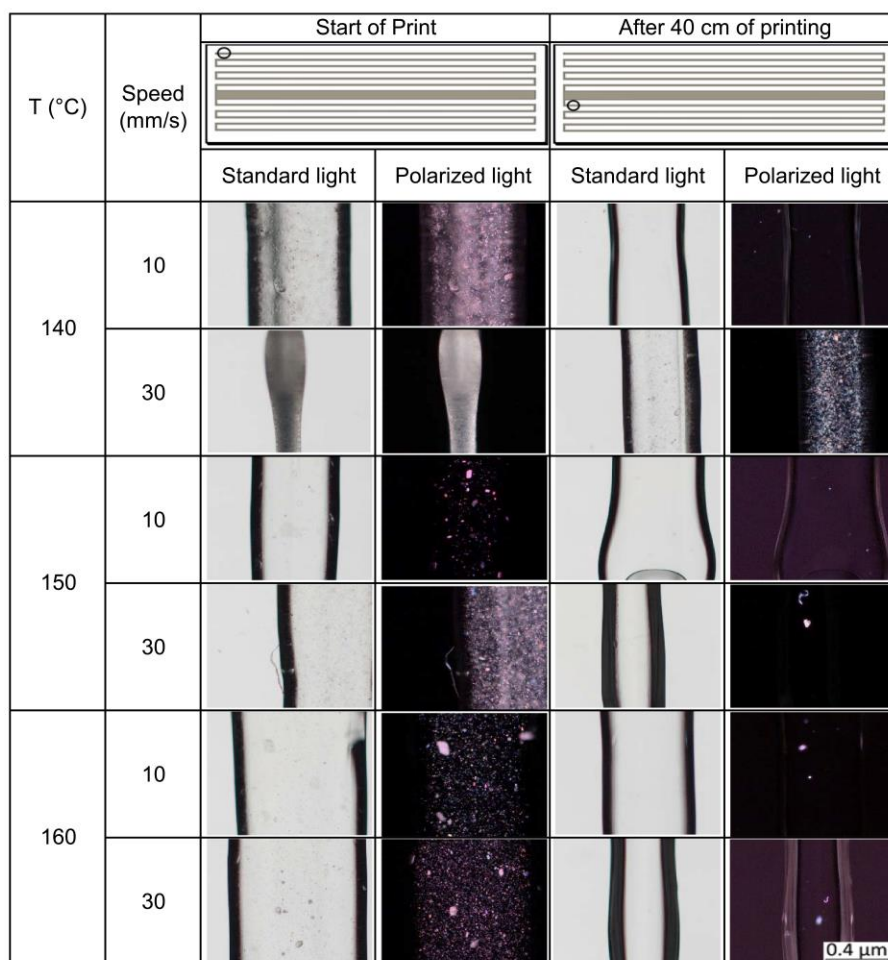 Start of Print
After 40 cm of printing
T (°C)
Speed
(mm/s)
Standard light
Polarized light
Standard light
Polarized light
140
10
30
150
10
30
160
10
30
0.4 μm